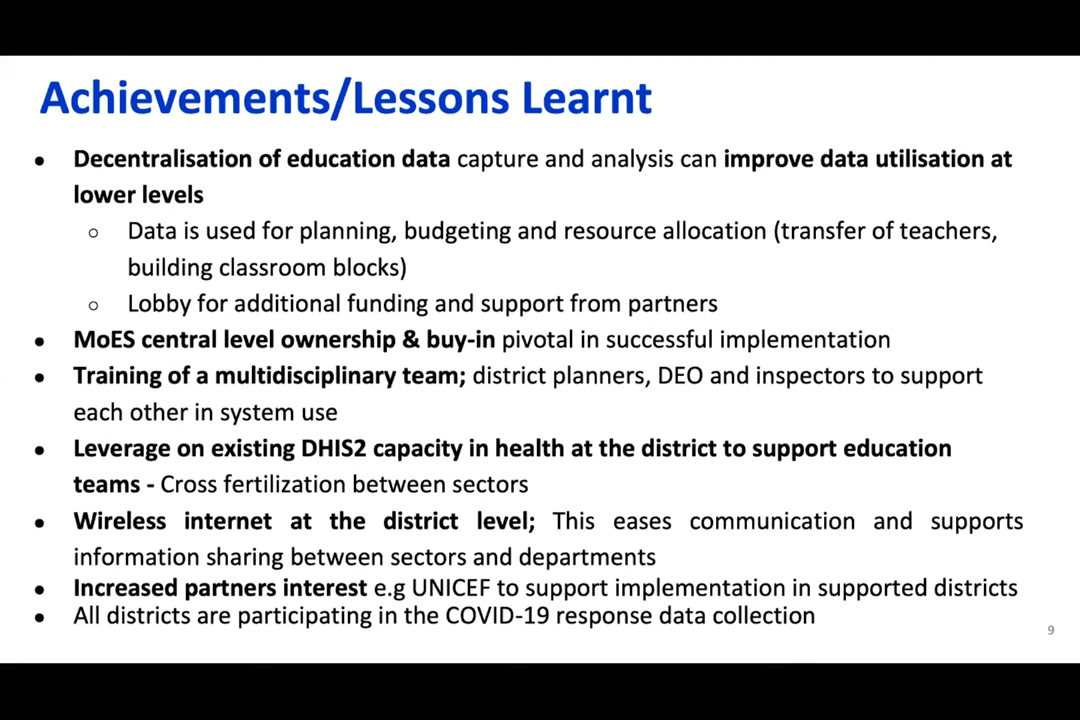 Achievements/Lessons Learnt
● Decentralisation of education data capture and analysis can improve data utilisation at
lower levels
○ Data is used for planning, budgeting and resource allocation (transfer of teachers,
building classroom blocks)
○ Lobby for additional funding and support from partners
● MoES central level ownership & buy-in pivotal in successful implementation
● Training of a multidisciplinary team; district planners, DEO and inspectors to support
each other in system use
● Leverage on existing DHIS2 capacity in health at the district to support education
teams - Cross fertilization between sectors
● Wireless internet at the district level; This eases communication and supports
information sharing between sectors and departments
● Increased partners interest e.g UNICEF to support implementation in supported districts
● All districts are participating in the COVID-19 response data collection
9